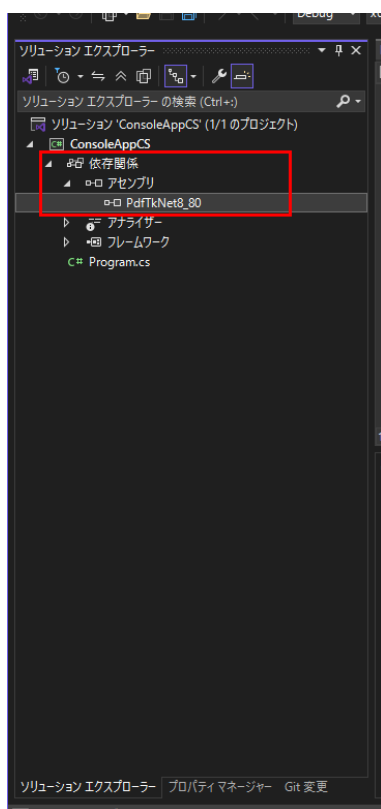 Debug
ソリューション エクスプローラー
ソリューション エクスプローラー の検索 (Ctrl+:)
ソリューション 'ConsoleAppCS' (1/1 のプロジェクト)
C# ConsoleAppCS
依存関係
アセンブリ
PdfTkNet8_80
アナライザー
フレームワーク
C# Program.cs
ソリューション エクスプローラー プロパティ マネージャー Git 変更